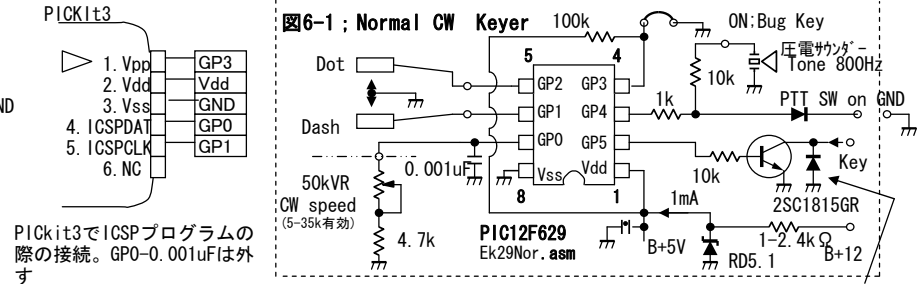 PICKIt3
1. Vpp GP3
2. Vdd Vdd
3. Vss GND
4. ICSPDAT GP0
5. ICSPCLK GP1
6. NC
ND
PICkit3でICSPプログラムの
際の接続。GP0-0.001uFは外
す
図6-1 ; Normal CW Keyer
100k
ON;Bug Key
5
4
圧電サウンダ-
Tone 800Hz
Dot
GP2
GP3
10k
GP1
GP4
1k
PTT SW on GND
Dash
GP0
GP5
0.001uF
Vss
Vdd
10k
Key
2SC1815GR
50kVR
CW speed
(5-35k有効)
8
1
1mA
4.7k
PIC12F629
Ek29Nor.asm
B+5V
RD5.1
1-2.4kΩ
B+12